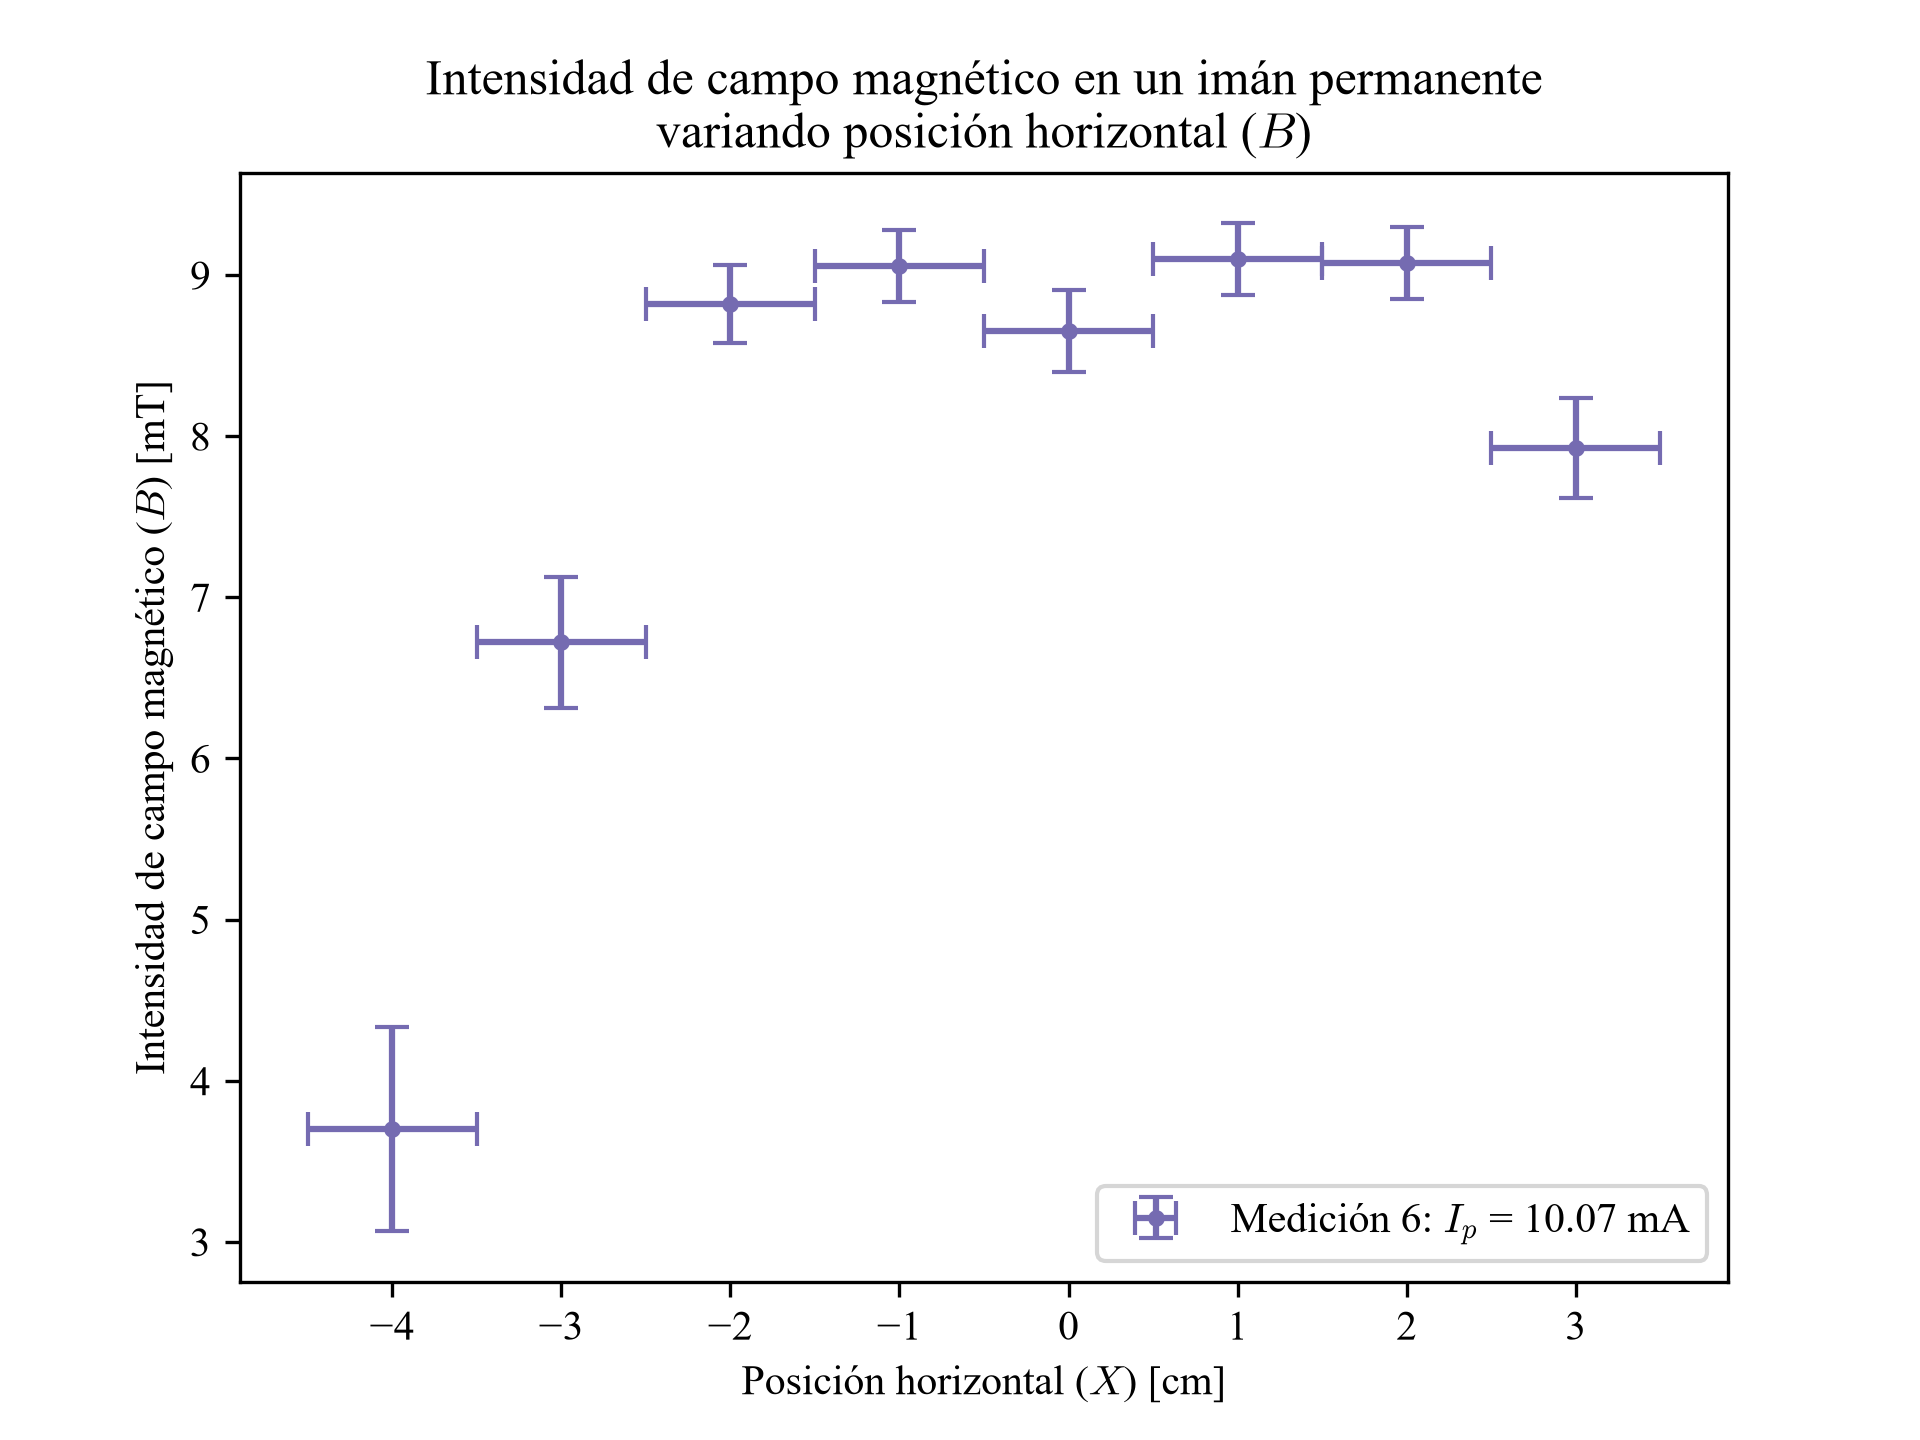 Intensidad de campo magnético en un imán permanente
variando posición horizontal (B)
Intensidad de campo magnético (B) [mT]
9
8
7
6
5
4
3
Medición 6: I_p = 10.07 mA
−4 −3 −2 −1 0 1 2 3
Posición horizontal (X) [cm]